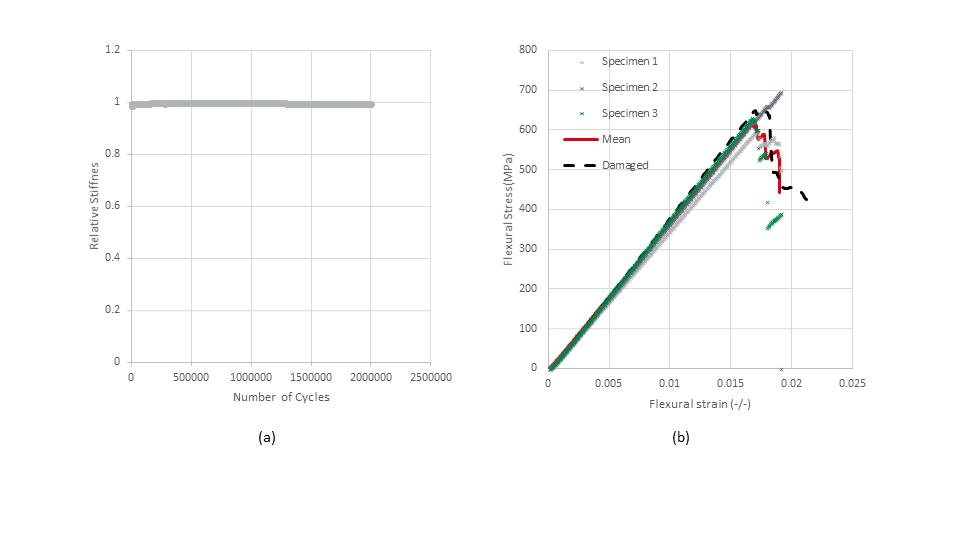 1.2
1
0.8
0.6
0.4
0.2
0
0 500000 1000000 1500000 2000000 2500000
Relative Stiffnes
Number of Cycles
(a)
800
700
600
500
400
300
200
100
0
0 0.005 0.01 0.015 0.02 0.025
Flexural Stress(MPa)
Flexural strain (-/-)
Specimen 1
Specimen 2
Specimen 3
Mean
Damaged
(b)